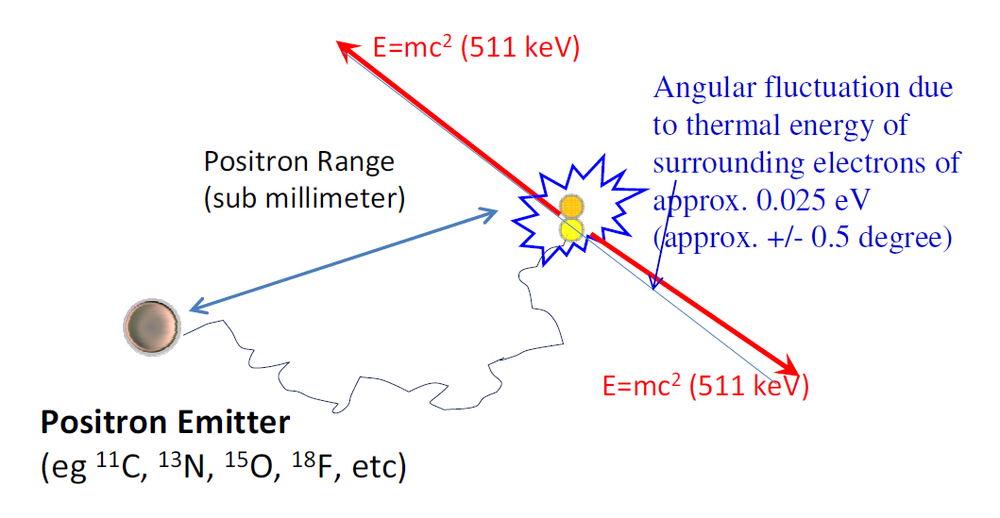 E=mc² (511 keV)
Angular fluctuation due
to thermal energy of
surrounding electrons of
approx. 0.025 eV
(approx. +/- 0.5 degree)
Positron Range
(sub millimeter)
E=mc² (511 keV)
Positron Emitter
(eg ¹¹C, ¹³N, ¹⁵O, ¹⁸F, etc)